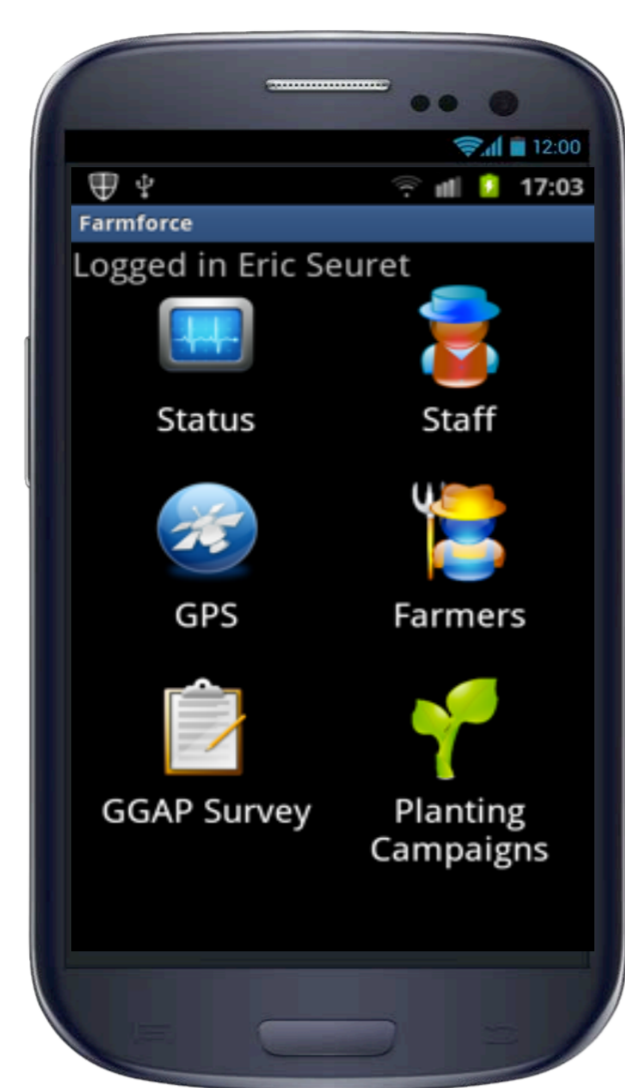 12:00
17:03
Farmforce
Logged in Eric Seuret
Status
Staff
GPS
Farmers
GGAP Survey
Planting
Campaigns